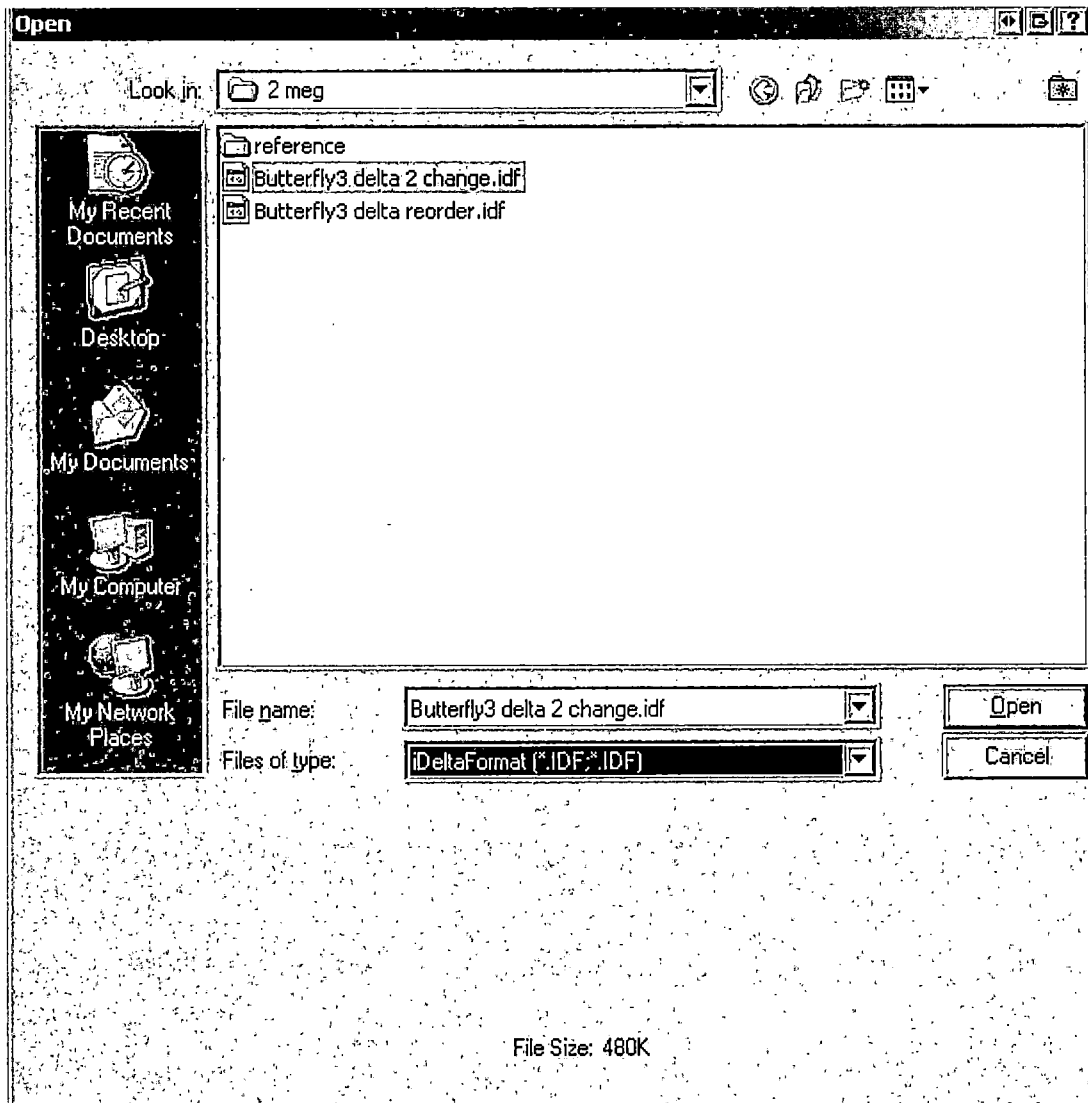 Open
?
Look in: 2 meg
reference
Butterfly3 delta 2 change.idf
Butterfly3 delta reorder.idf
My Recent
Documents
Desktop
My Documents
My Computer
My Network
Places
File name: Butterfly3 delta 2 change.idf Open
Files of type: iDeltaFormat (*.IDF;*.IDF) Cancel
File Size: 480K